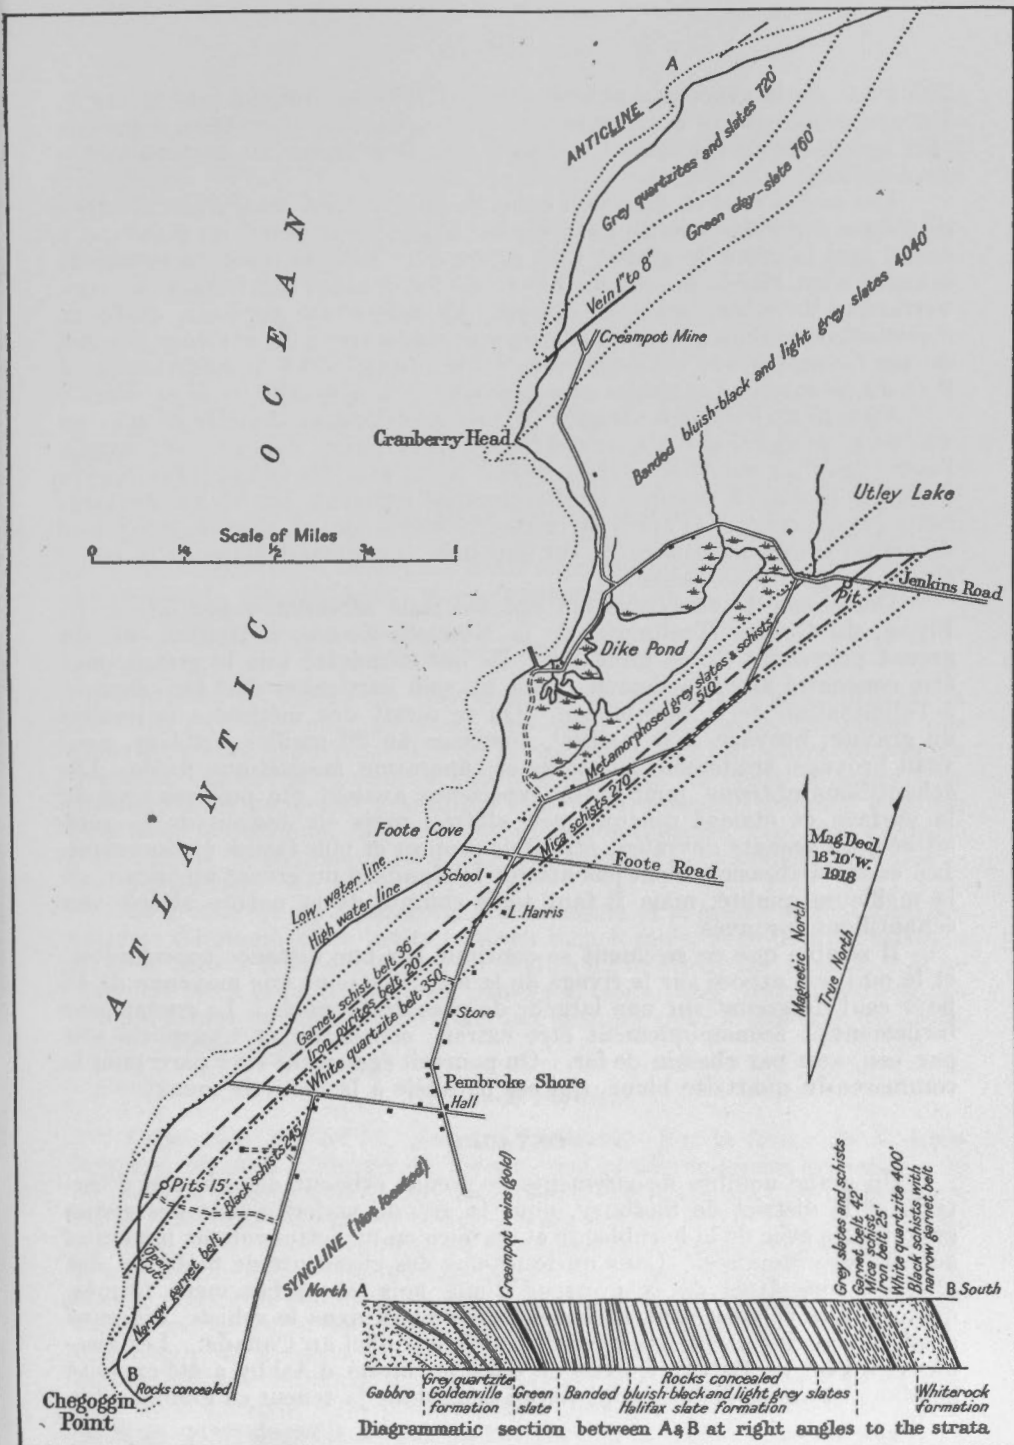 A
ANTICLINE
Grey quartzites and slates 720'
Green clay-slate 760'
Vein 1" to 8"
Creampot Mine
Banded bluish-black and light grey slates 4040'
ATLANTIC OCEAN
Cranberry Head
Utley Lake
Scale of Miles
0 1/4 1/2 3/4 1
Jenkins Road
Pit
Dike Pond
Metamorphosed grey slates & schists
510'
Mica schists 270'
Foote Cove
Foote Road
School
L. Harris
Low water line
High water line
Mag. Decl.
18°10' W.
1918
Magnetic North
True North
Garnet schist belt 36'
Iron pyrites belt 20'
White quartzite belt 350'
Store
Pembroke Shore
Hall
Black schists 245'
Pits 15'
Narrow garnet belt
SYNCLINE (Not located)
B
Rocks concealed
Chegoggin
Point
North A
Creampot veins (gold)
Grey slates and schists
Garnet belt 42'
Mica schist
Iron belt 25'
White quartzite 400'
Black schists with
narrow garnet belt
B South
Gabbro
Grey quartzite
Goldenville
formation
Green
slate
Rocks concealed
Banded bluish-black and light grey slates
Halifax slate formation
Whiterock
formation
Diagrammatic section between A & B at right angles to the strata